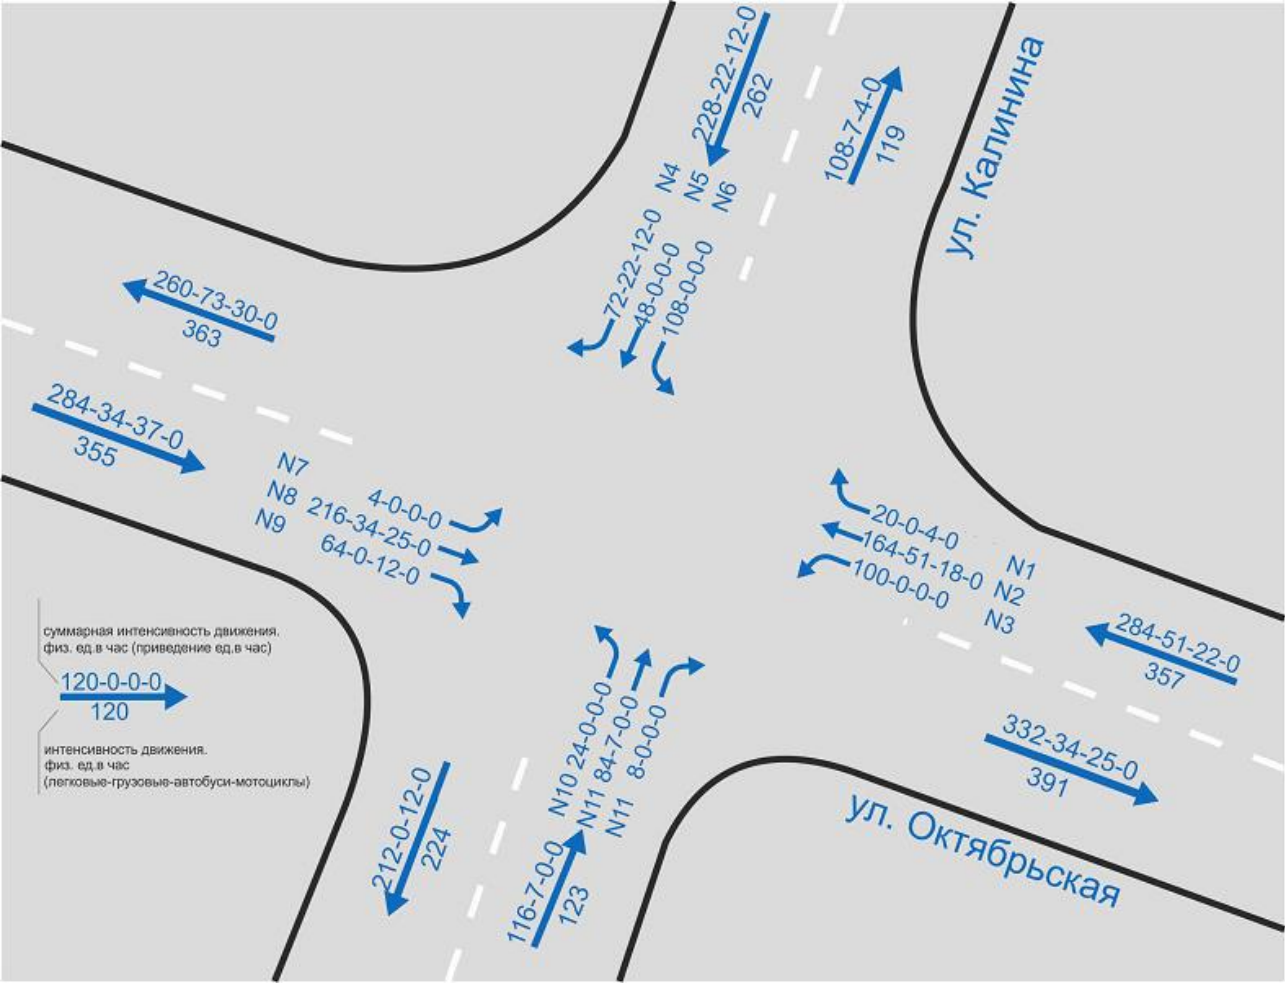 228-22-12-0
262
108-7-4-0
119
ул. Калинина
N4
N5
N6
72-22-12-0
48-0-0-0
108-0-0-0
260-73-30-0
363
284-34-37-0
355
N7
N8
N9
4-0-0-0
216-34-25-0
64-0-12-0
20-0-4-0
164-51-18-0
100-0-0-0
N1
N2
N3
284-51-22-0
357
332-34-25-0
391
суммарная интенсивность движения.
физ. ед.в час (приведение ед.в час)
120-0-0-0
120
интенсивность движения.
физ. ед.в час
(легковые-грузовые-автобуси-мотоциклы)
N10 24-0-0-0
N11 84-7-0-0
N11 8-0-0-0
212-0-12-0
224
116-7-0-0
123
ул. Октябрьская